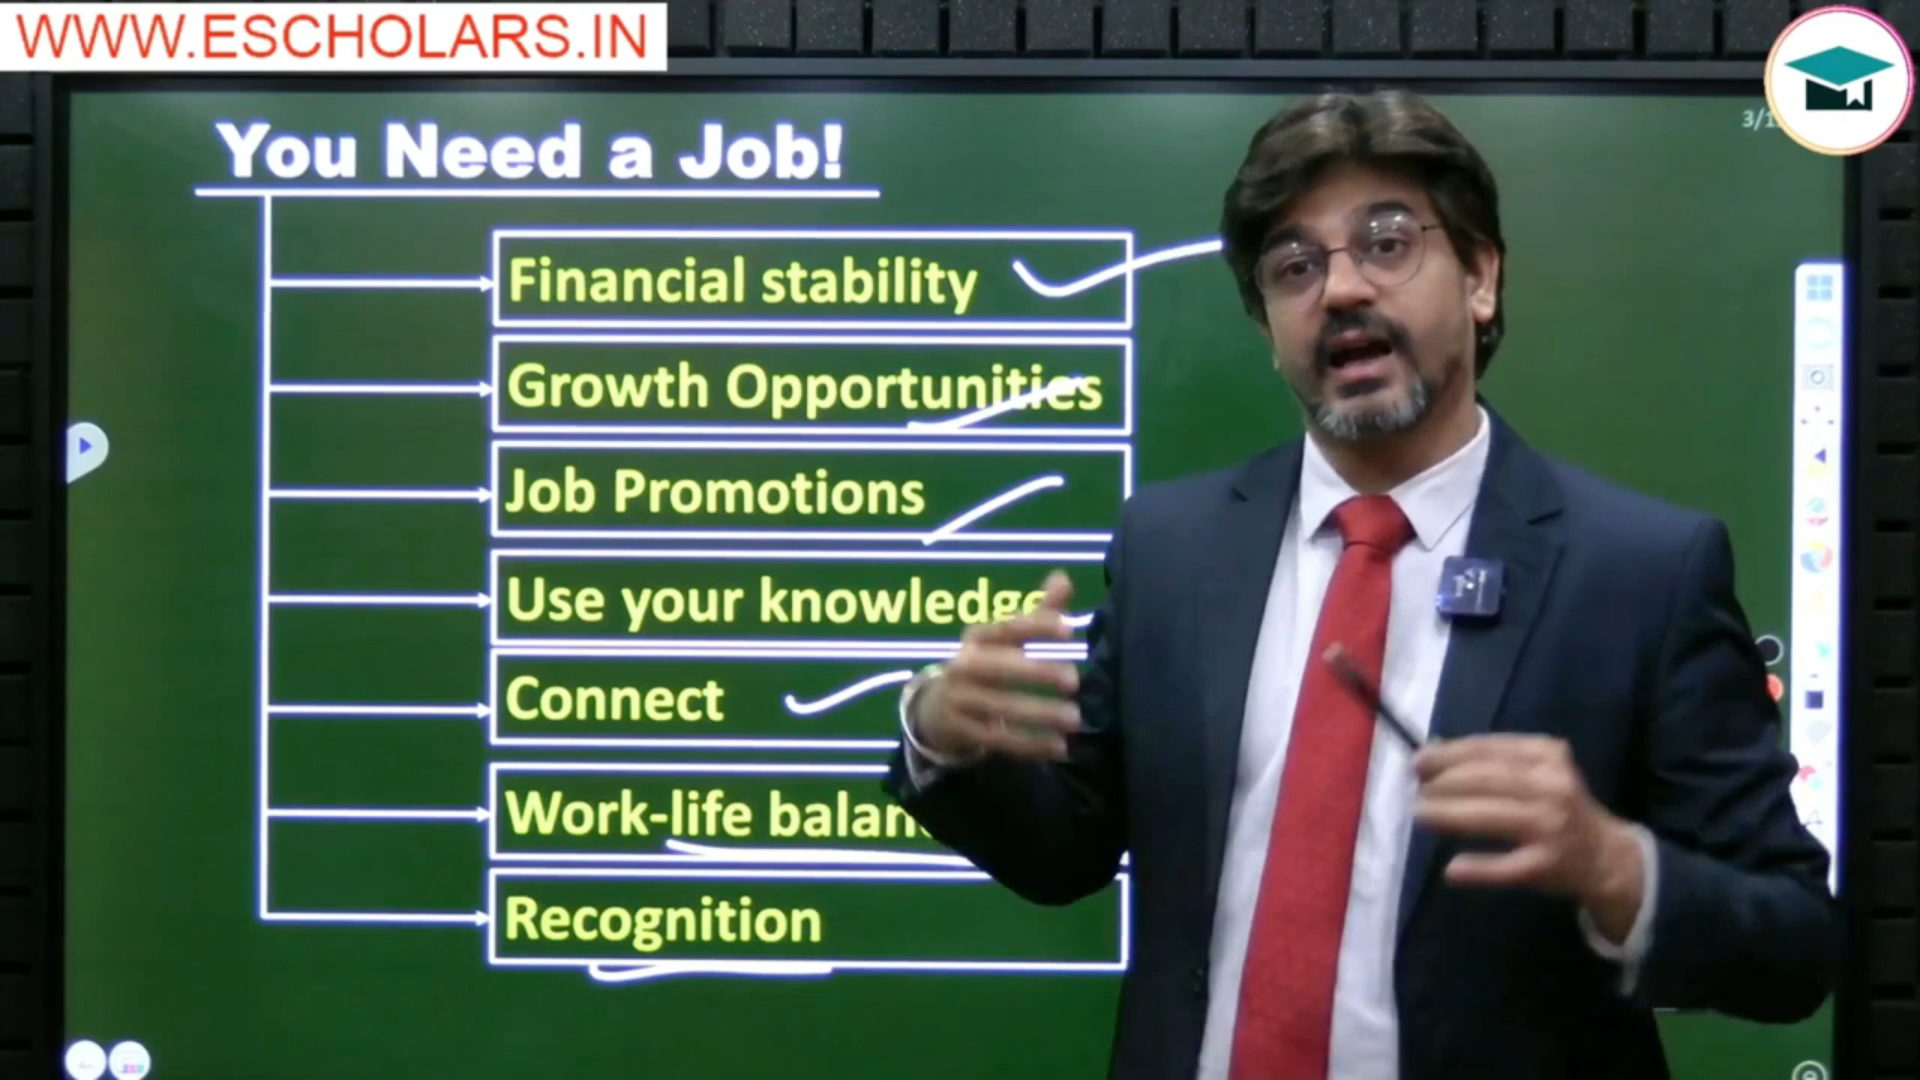 WWW.ESCHOLARS.IN
You Need a Job!
Financial stability
Growth Opportunities
Job Promotions
Use your knowledge
Connect
Work-life balan
Recognition